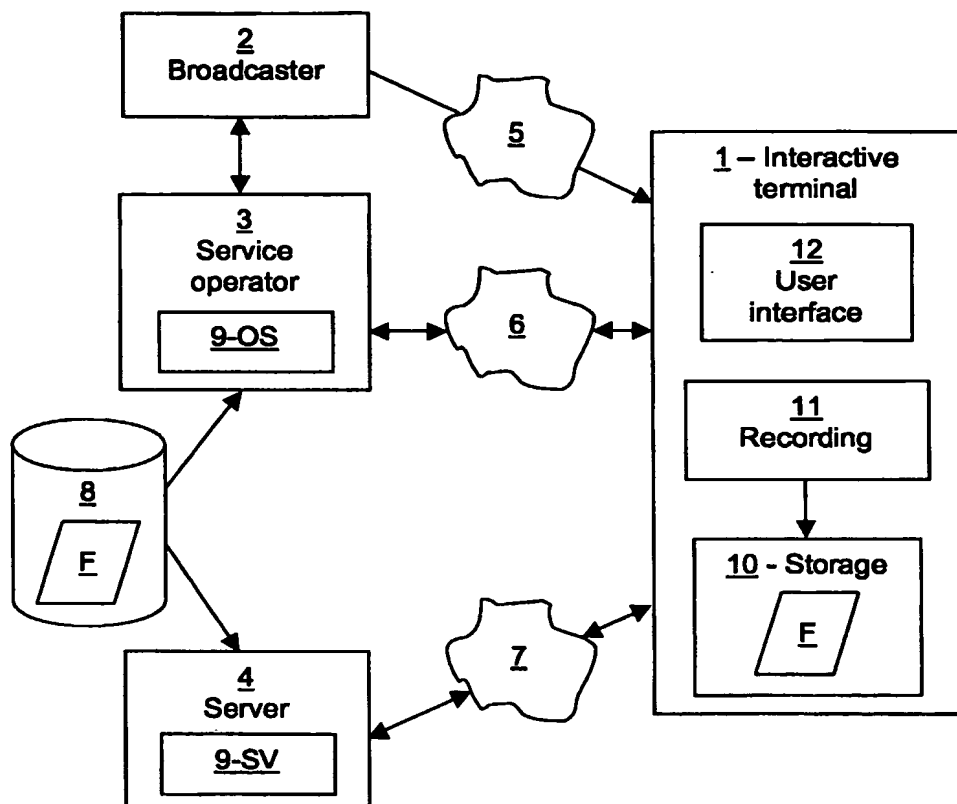 2
Broadcaster
5
1 – Interactive
terminal
3
Service
operator
9-OS
6
12
User
interface
11
Recording
8
F
10 - Storage
F
7
4
Server
9-SV